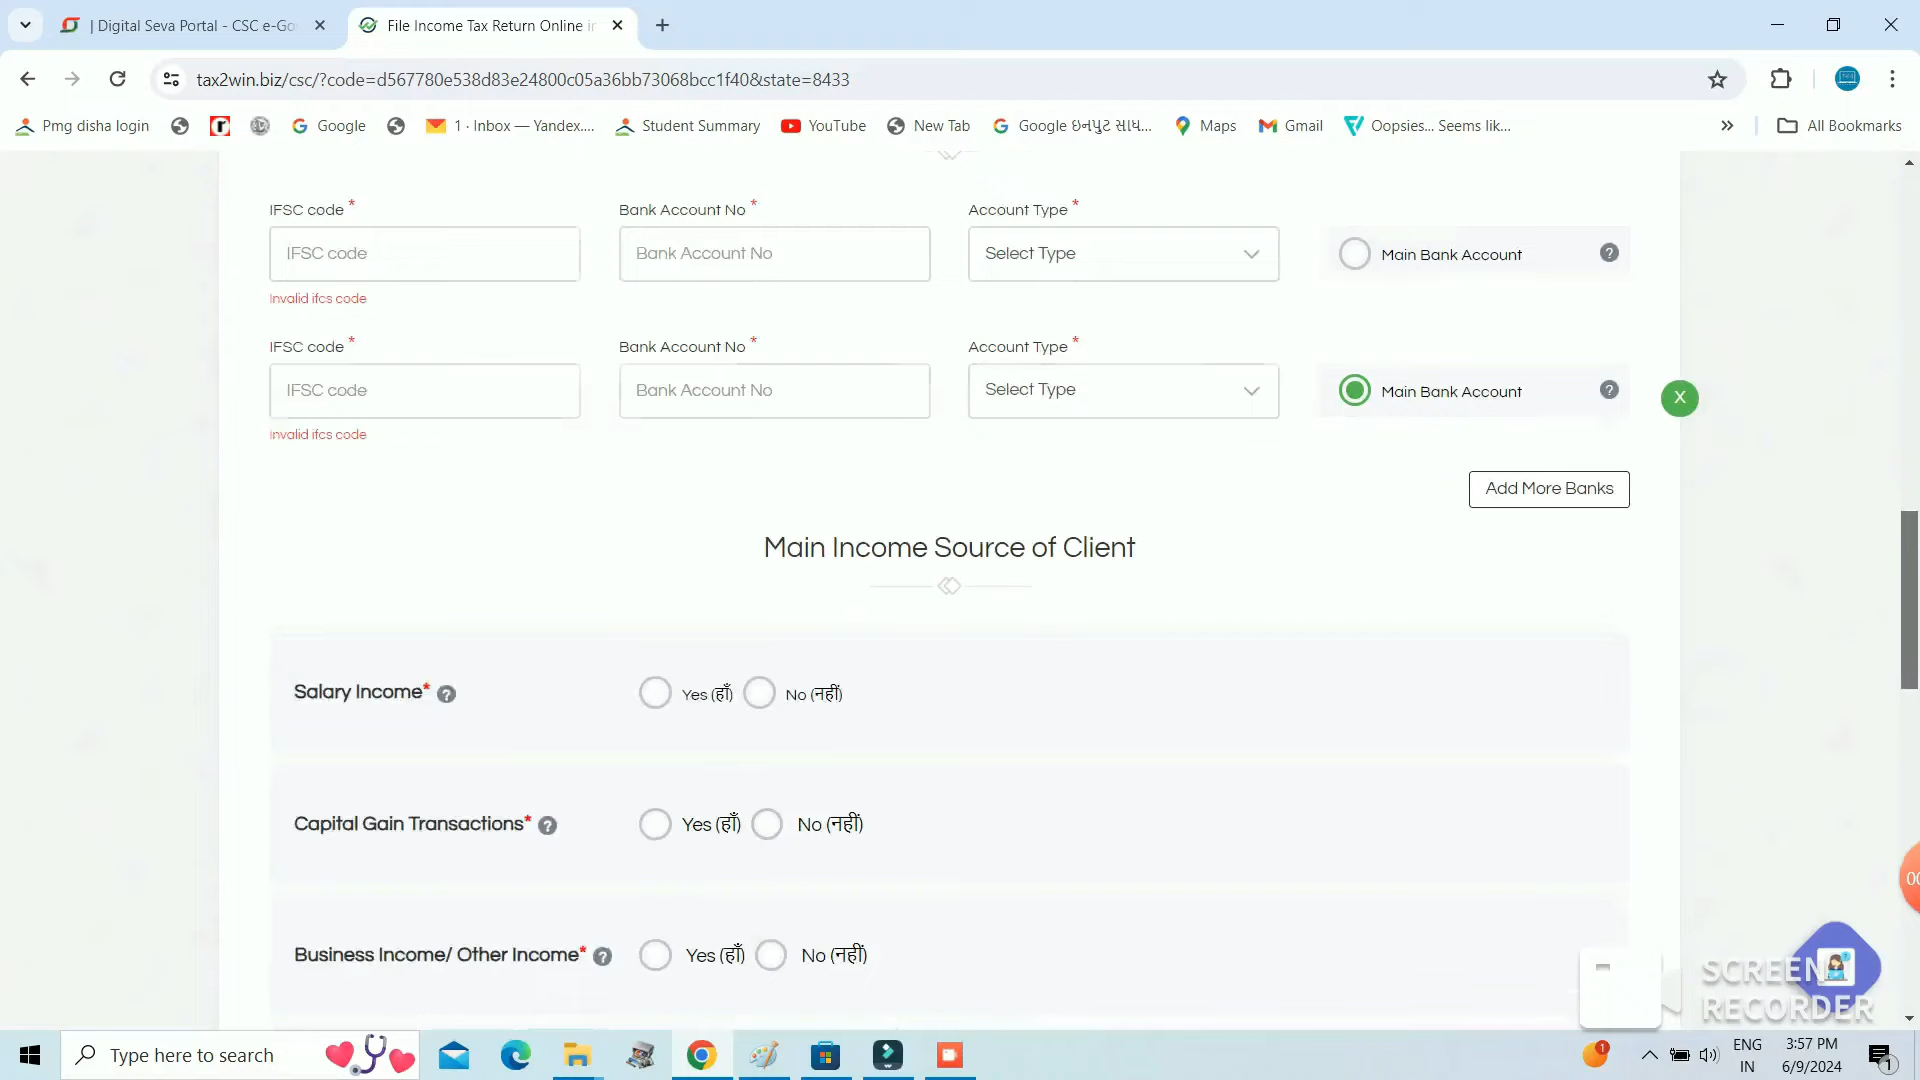 | Digital Seva Portal - CSC e-Go
File Income Tax Return Online in
tax2win.biz/csc/?code=d567780e538d83e24800c05a36bb73068bcc1f40&state=8433
Pmg disha login
Google
1 · Inbox — Yandex....
Student Summary
YouTube
New Tab
Google ઇનપુટ સાધ...
Maps
Gmail
Oopsies... Seems lik...
All Bookmarks
IFSC code * Bank Account No * Account Type *
IFSC code Bank Account No Select Type Main Bank Account ?
Invalid ifcs code
IFSC code * Bank Account No * Account Type *
IFSC code Bank Account No Select Type Main Bank Account ? X
Invalid ifcs code
Add More Banks
Main Income Source of Client
Salary Income* ? Yes (हाँ) No (नहीं)
Capital Gain Transactions* ? Yes (हाँ) No (नहीं)
Business Income/ Other Income* ? Yes (हाँ) No (नहीं)
00
SCREEN
RECORDER
Type here to search
1
ENG
IN
3:57 PM
6/9/2024
1